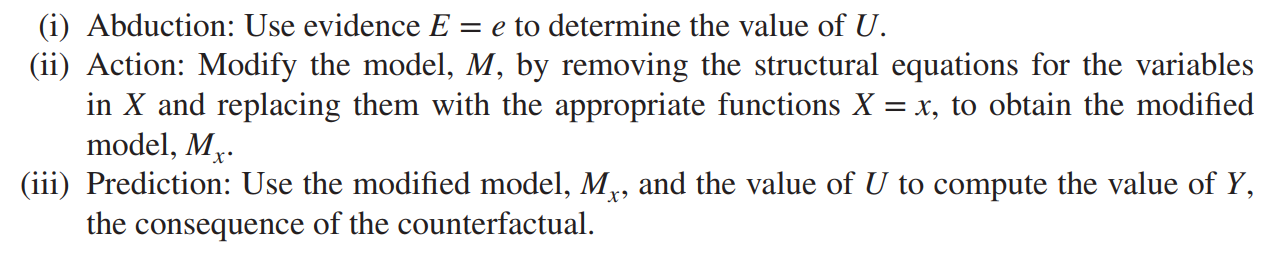 (i) Abduction: Use evidence E = e to determine the value of U.
(ii) Action: Modify the model, M, by removing the structural equations for the variables
in X and replacing them with the appropriate functions X = x, to obtain the modified
model, Mₓ.
(iii) Prediction: Use the modified model, Mₓ, and the value of U to compute the value of Y,
the consequence of the counterfactual.